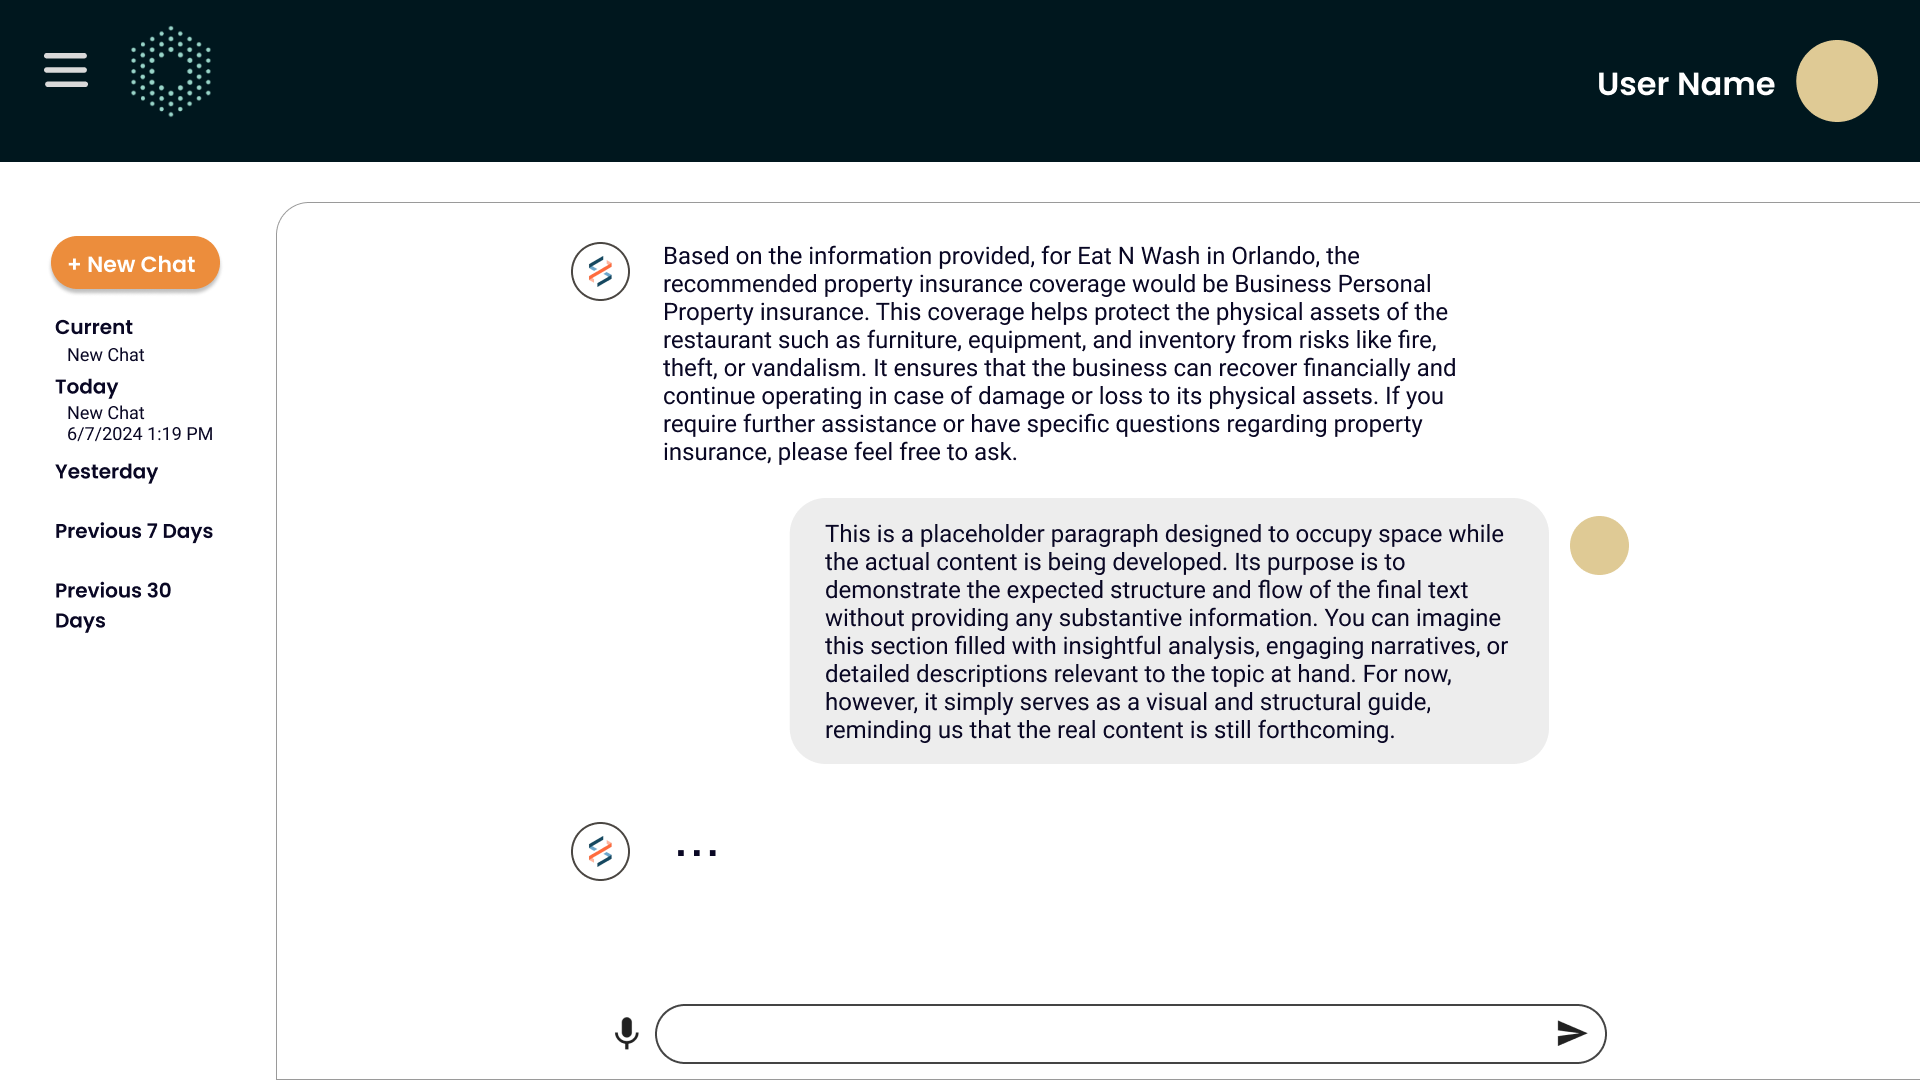 User Name
+ New Chat
Current
New Chat
Today
New Chat
6/7/2024 1:19 PM
Yesterday
Previous 7 Days
Previous 30
Days
Based on the information provided, for Eat N Wash in Orlando, the
recommended property insurance coverage would be Business Personal
Property insurance. This coverage helps protect the physical assets of the
restaurant such as furniture, equipment, and inventory from risks like fire,
theft, or vandalism. It ensures that the business can recover financially and
continue operating in case of damage or loss to its physical assets. If you
require further assistance or have specific questions regarding property
insurance, please feel free to ask.
This is a placeholder paragraph designed to occupy space while
the actual content is being developed. Its purpose is to
demonstrate the expected structure and flow of the final text
without providing any substantive information. You can imagine
this section filled with insightful analysis, engaging narratives, or
detailed descriptions relevant to the topic at hand. For now,
however, it simply serves as a visual and structural guide,
reminding us that the real content is still forthcoming.
...